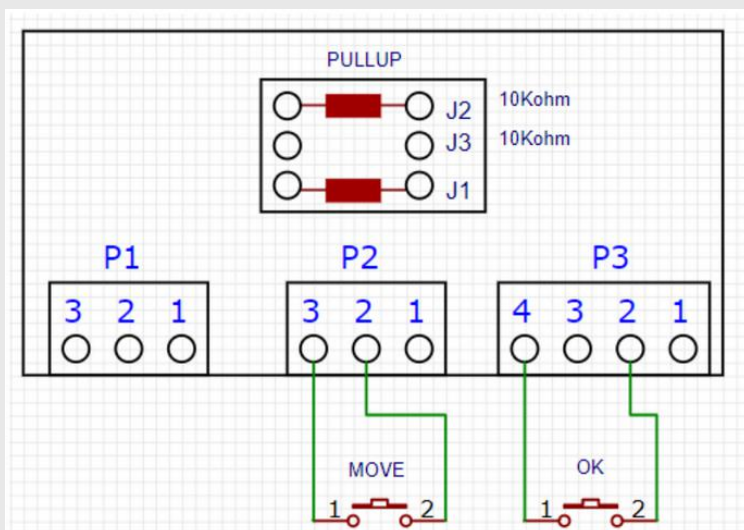 PULLUP
J2 10Kohm
J3 10Kohm
J1
P1 P2 P3
3 2 1 3 2 1 4 3 2 1
MOVE OK
1 2 1 2